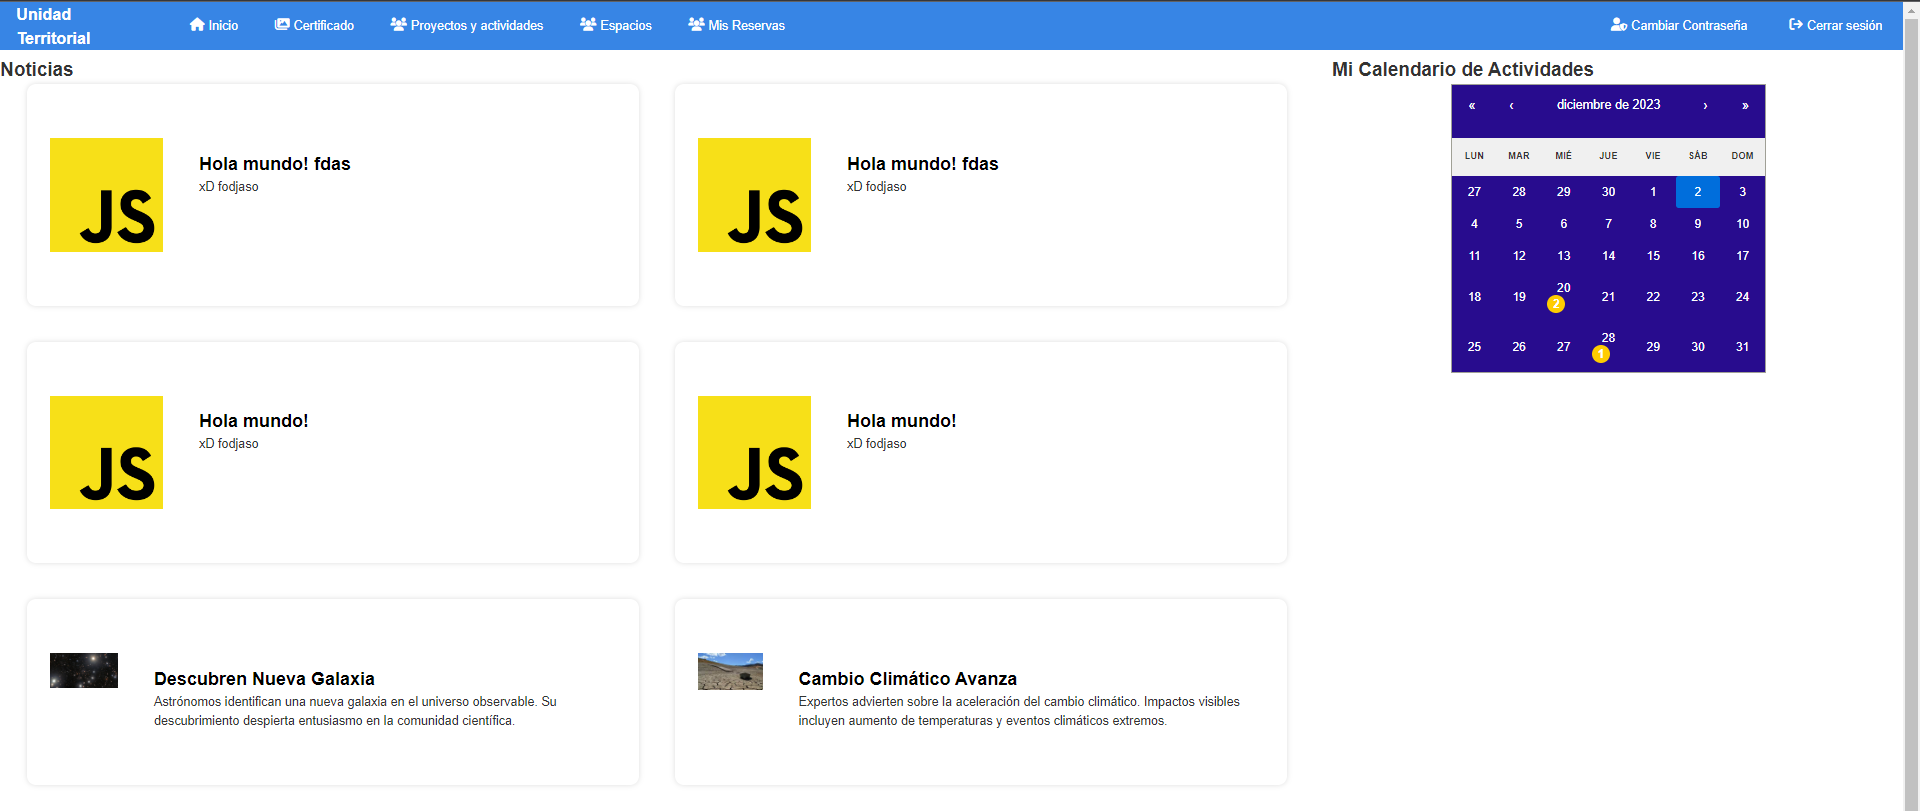 Unidad
Territorial
Inicio
Certificado
Proyectos y actividades
Espacios
Mis Reservas
Cambiar Contraseña
Cerrar sesión
Noticias
JS
Hola mundo! fdas
xD fodjaso
JS
Hola mundo! fdas
xD fodjaso
JS
Hola mundo!
xD fodjaso
JS
Hola mundo!
xD fodjaso
Descubren Nueva Galaxia
Astrónomos identifican una nueva galaxia en el universo observable. Su
descubrimiento despierta entusiasmo en la comunidad científica.
Cambio Climático Avanza
Expertos advierten sobre la aceleración del cambio climático. Impactos visibles
incluyen aumento de temperaturas y eventos climáticos extremos.
Mi Calendario de Actividades
« ‹ diciembre de 2023 › »
LUN MAR MIÉ JUE VIE SÁB DOM
27 28 29 30 1 2 3
4 5 6 7 8 9 10
11 12 13 14 15 16 17
18 19 20 21 22 23 24
2
25 26 27 28 29 30 31
1